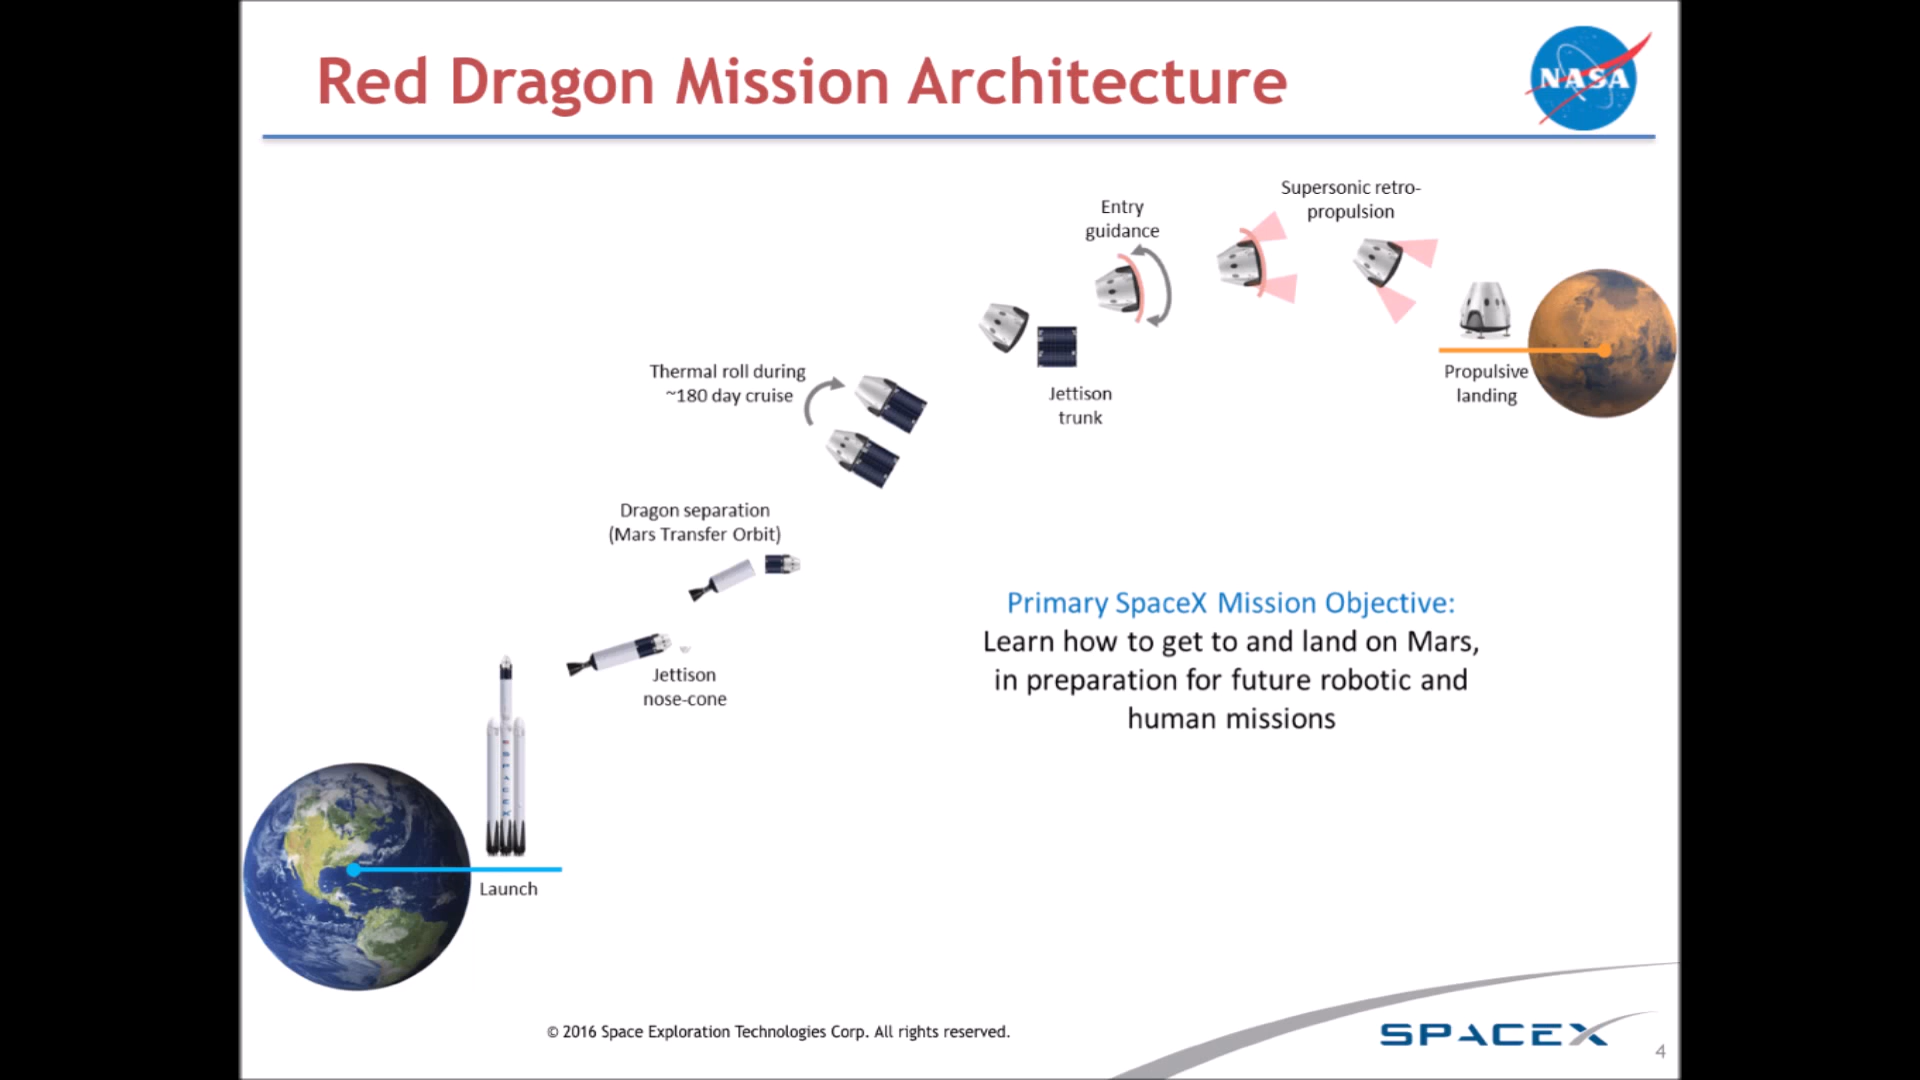 Red Dragon Mission Architecture
NASA
Supersonic retro-
propulsion
Entry
guidance
Propulsive
landing
Jettison
trunk
Thermal roll during
~180 day cruise
Dragon separation
(Mars Transfer Orbit)
Jettison
nose-cone
SPACEX
Launch
Primary SpaceX Mission Objective:
Learn how to get to and land on Mars,
in preparation for future robotic and
human missions
© 2016 Space Exploration Technologies Corp. All rights reserved.
SPACEX
4